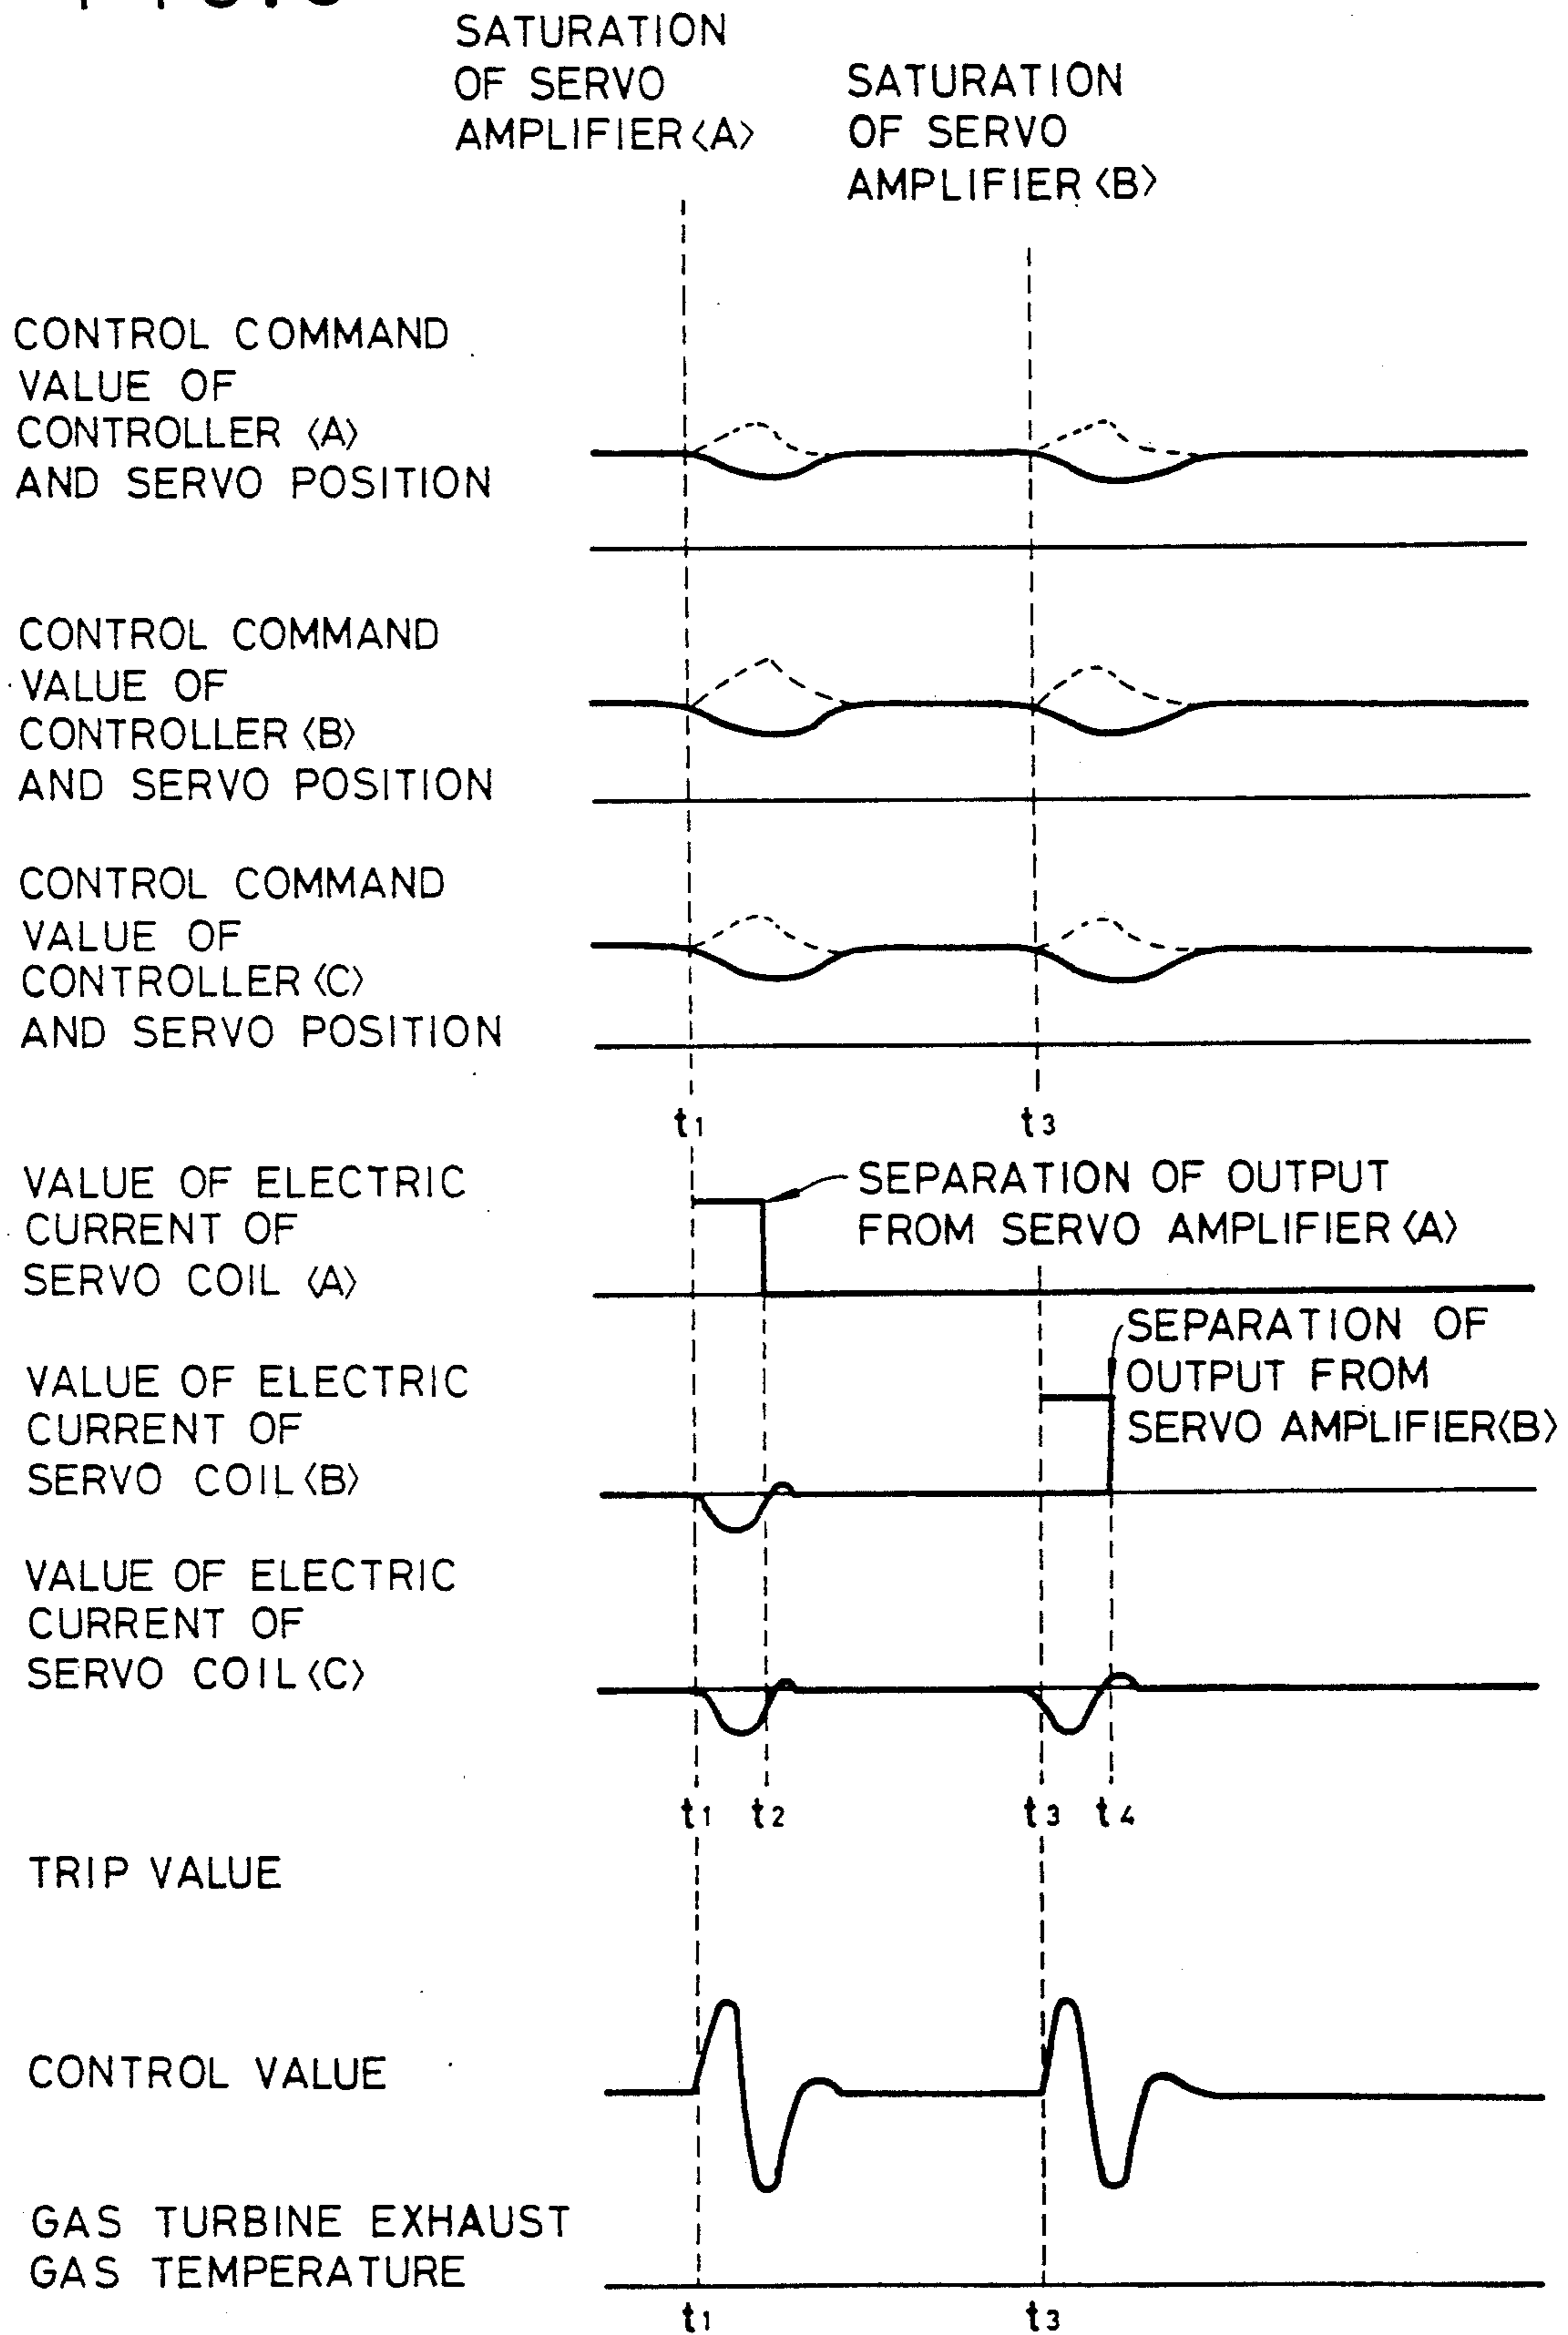 SATURATION
OF SERVO
AMPLIFIER〈A〉
SATURATION
OF SERVO
AMPLIFIER〈B〉
CONTROL COMMAND
VALUE OF
CONTROLLER 〈A〉
AND SERVO POSITION
CONTROL COMMAND
VALUE OF
CONTROLLER〈B〉
AND SERVO POSITION
CONTROL COMMAND
VALUE OF
CONTROLLER〈C〉
AND SERVO POSITION
t1 t3
VALUE OF ELECTRIC
CURRENT OF
SERVO COIL 〈A〉
SEPARATION OF OUTPUT
FROM SERVO AMPLIFIER〈A〉
VALUE OF ELECTRIC
CURRENT OF
SERVO COIL〈B〉
SEPARATION OF
OUTPUT FROM
SERVO AMPLIFIER〈B〉
VALUE OF ELECTRIC
CURRENT OF
SERVO COIL〈C〉
t1 t2 t3 t4
TRIP VALUE
CONTROL VALUE
GAS TURBINE EXHAUST
GAS TEMPERATURE
t1 t3